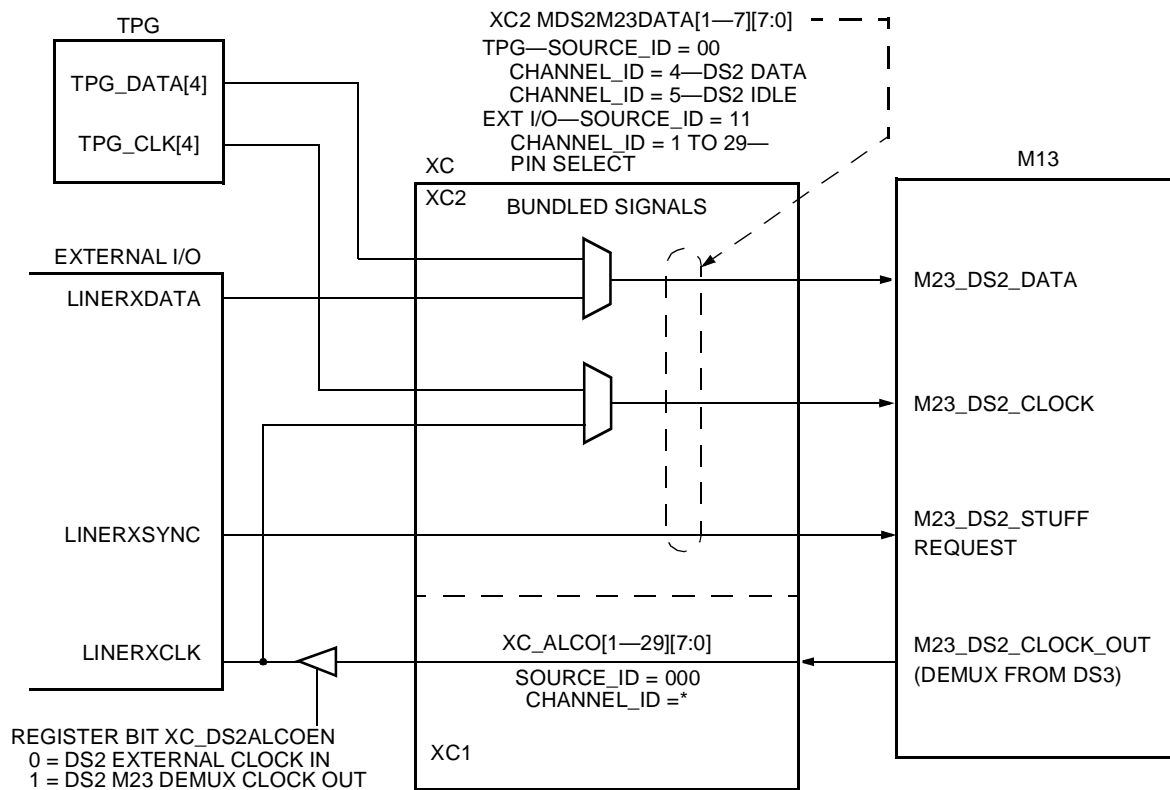 TPG
TPG_DATA[4]
TPG_CLK[4]
XC2 MDS2M23DATA[1—7][7:0]
TPG—SOURCE_ID = 00
CHANNEL_ID = 4—DS2 DATA
CHANNEL_ID = 5—DS2 IDLE
EXT I/O—SOURCE_ID = 11
CHANNEL_ID = 1 TO 29—
PIN SELECT
XC
XC2
BUNDLED SIGNALS
M13
EXTERNAL I/O
LINERXDATA
M23_DS2_DATA
M23_DS2_CLOCK
LINERXSYNC
M23_DS2_STUFF
REQUEST
LINERXCLK
XC_ALCO[1—29][7:0]
SOURCE_ID = 000
CHANNEL_ID =*
M23_DS2_CLOCK_OUT
(DEMUX FROM DS3)
XC1
REGISTER BIT XC_DS2ALCOEN
0 = DS2 EXTERNAL CLOCK IN
1 = DS2 M23 DEMUX CLOCK OUT